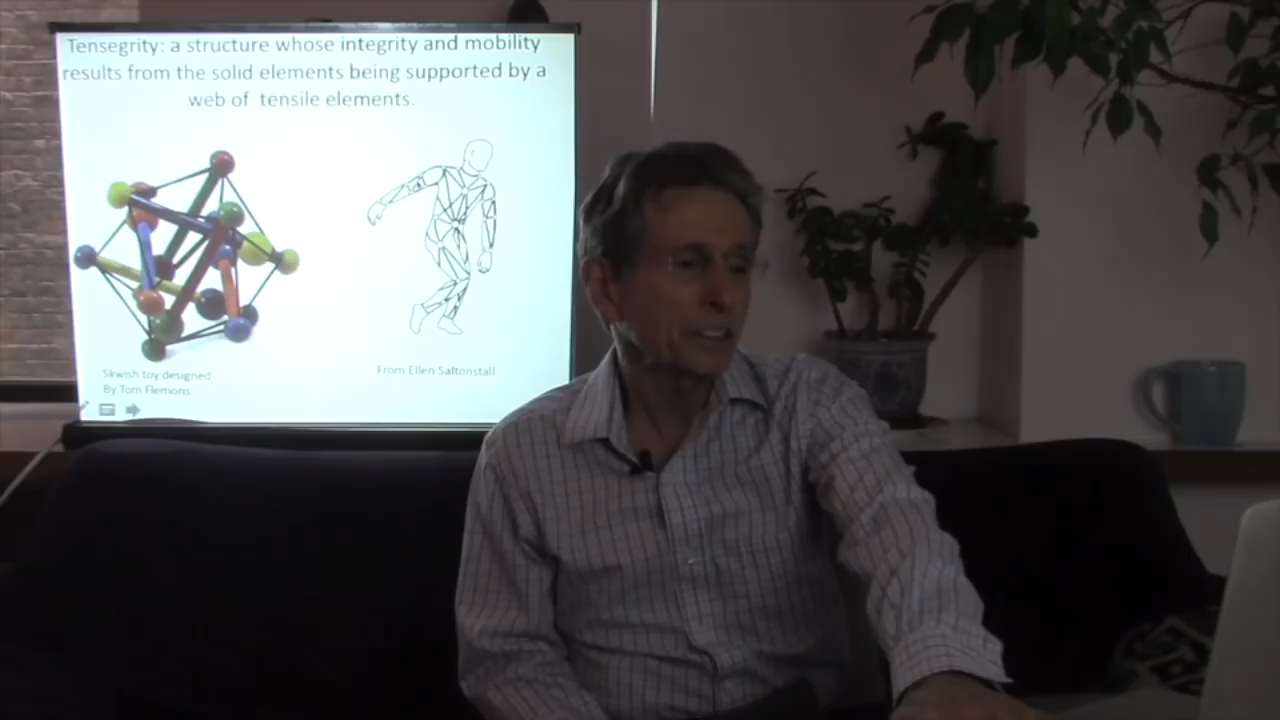 Tensegrity: a structure whose integrity and mobility
results from the solid elements being supported by a
web of tensile elements.
Skwish toy designed
By Tom Flemons
From Ellen Saltonstall